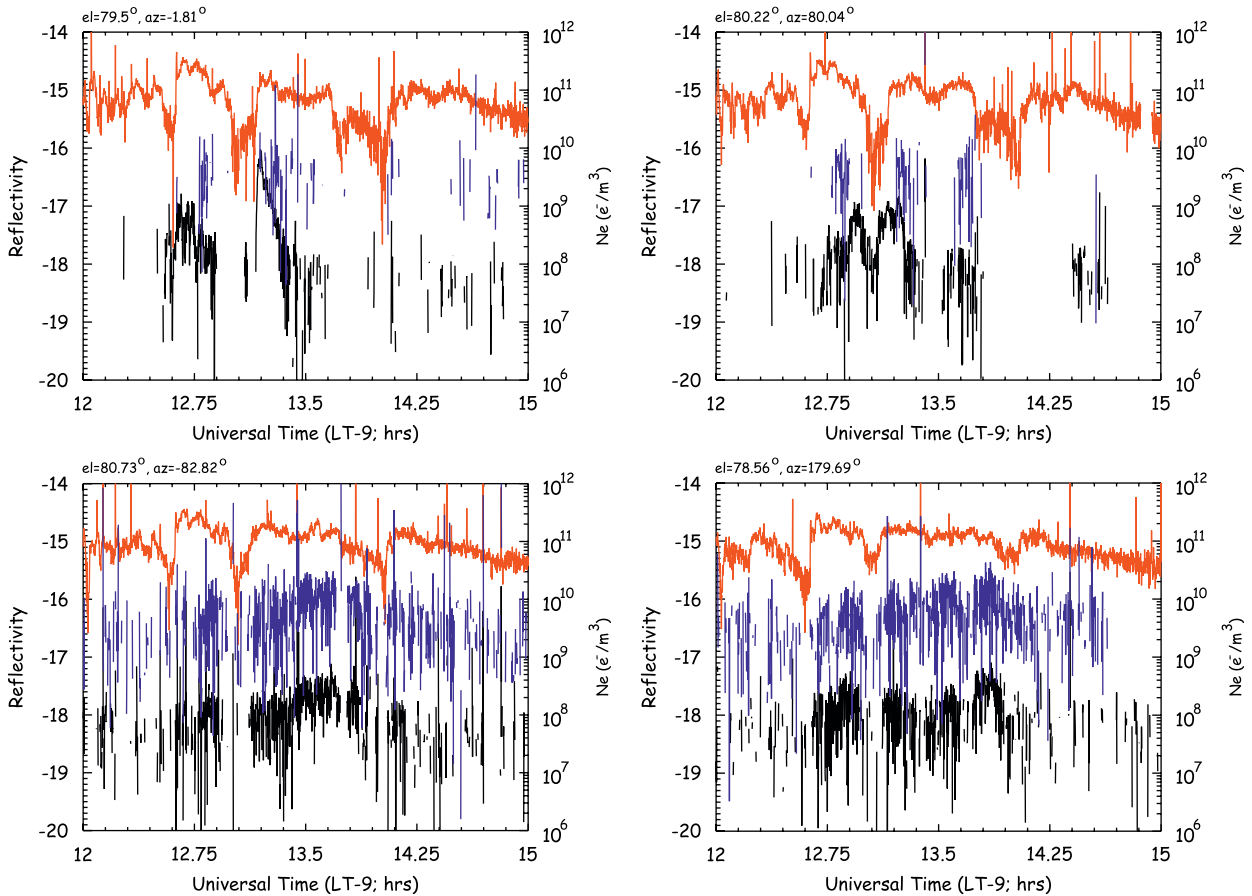 el=79.5°, az=-1.81°
-14
-15
-16
-17
-18
-19
-20
Reflectivity
10^12
10^11
10^10
10^9
10^8
10^7
10^6
Ne (e^-/m^3)
12 12.75 13.5 14.25 15
Universal Time (LT-9; hrs)
el=80.22°, az=80.04°
-14
-15
-16
-17
-18
-19
-20
Reflectivity
10^12
10^11
10^10
10^9
10^8
10^7
10^6
Ne (e^-/m^3)
12 12.75 13.5 14.25 15
Universal Time (LT-9; hrs)
el=80.73°, az=-82.82°
-14
-15
-16
-17
-18
-19
-20
Reflectivity
10^12
10^11
10^10
10^9
10^8
10^7
10^6
Ne (e^-/m^3)
12 12.75 13.5 14.25 15
Universal Time (LT-9; hrs)
el=78.56°, az=179.69°
-14
-15
-16
-17
-18
-19
-20
Reflectivity
10^12
10^11
10^10
10^9
10^8
10^7
10^6
Ne (e^-/m^3)
12 12.75 13.5 14.25 15
Universal Time (LT-9; hrs)